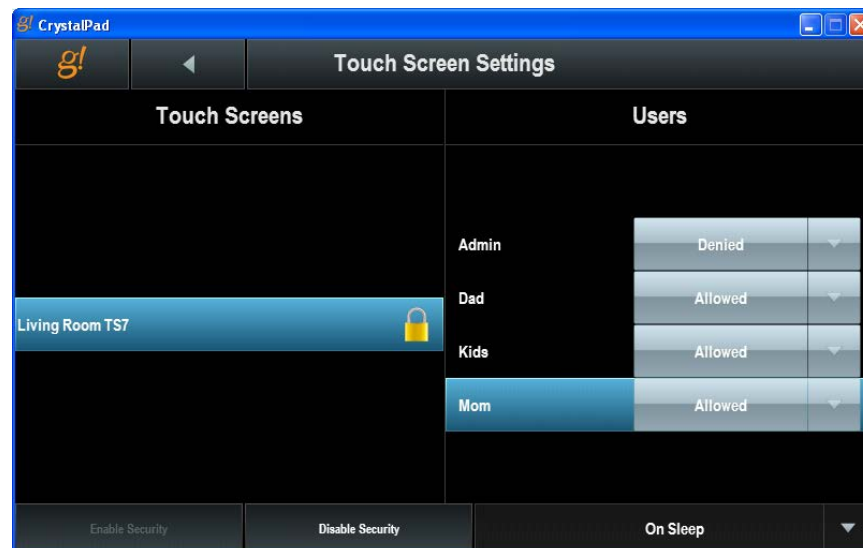 g! CrystalPad
g! Touch Screen Settings
Touch Screens Users
Admin Denied
Dad Allowed
Living Room TS7
Kids Allowed
Mom Allowed
Enable Security Disable Security On Sleep